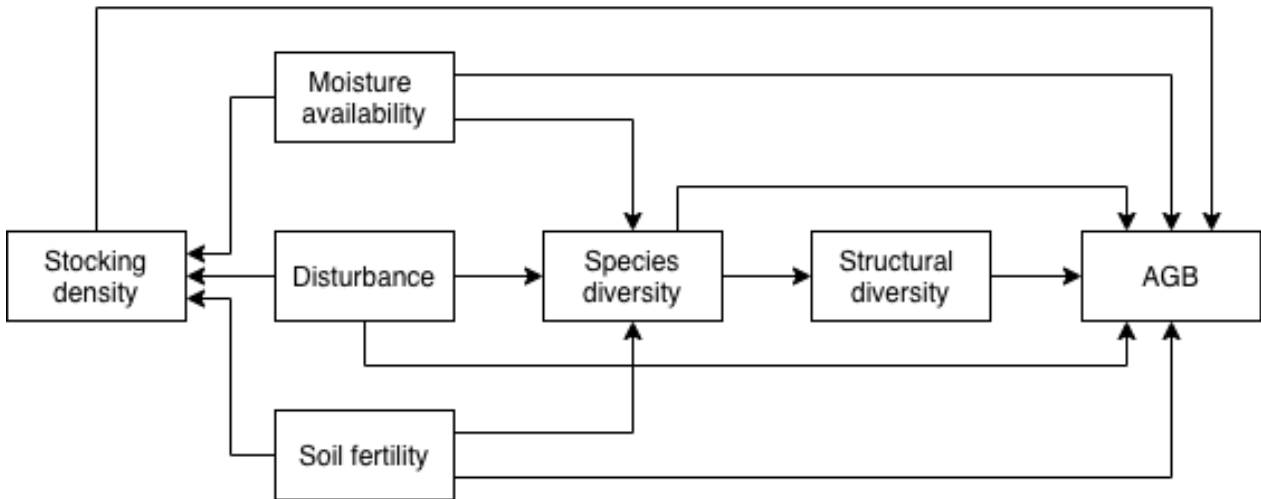 Moisture
availability
Stocking
density
Disturbance
Species
diversity
Structural
diversity
AGB
Soil fertility